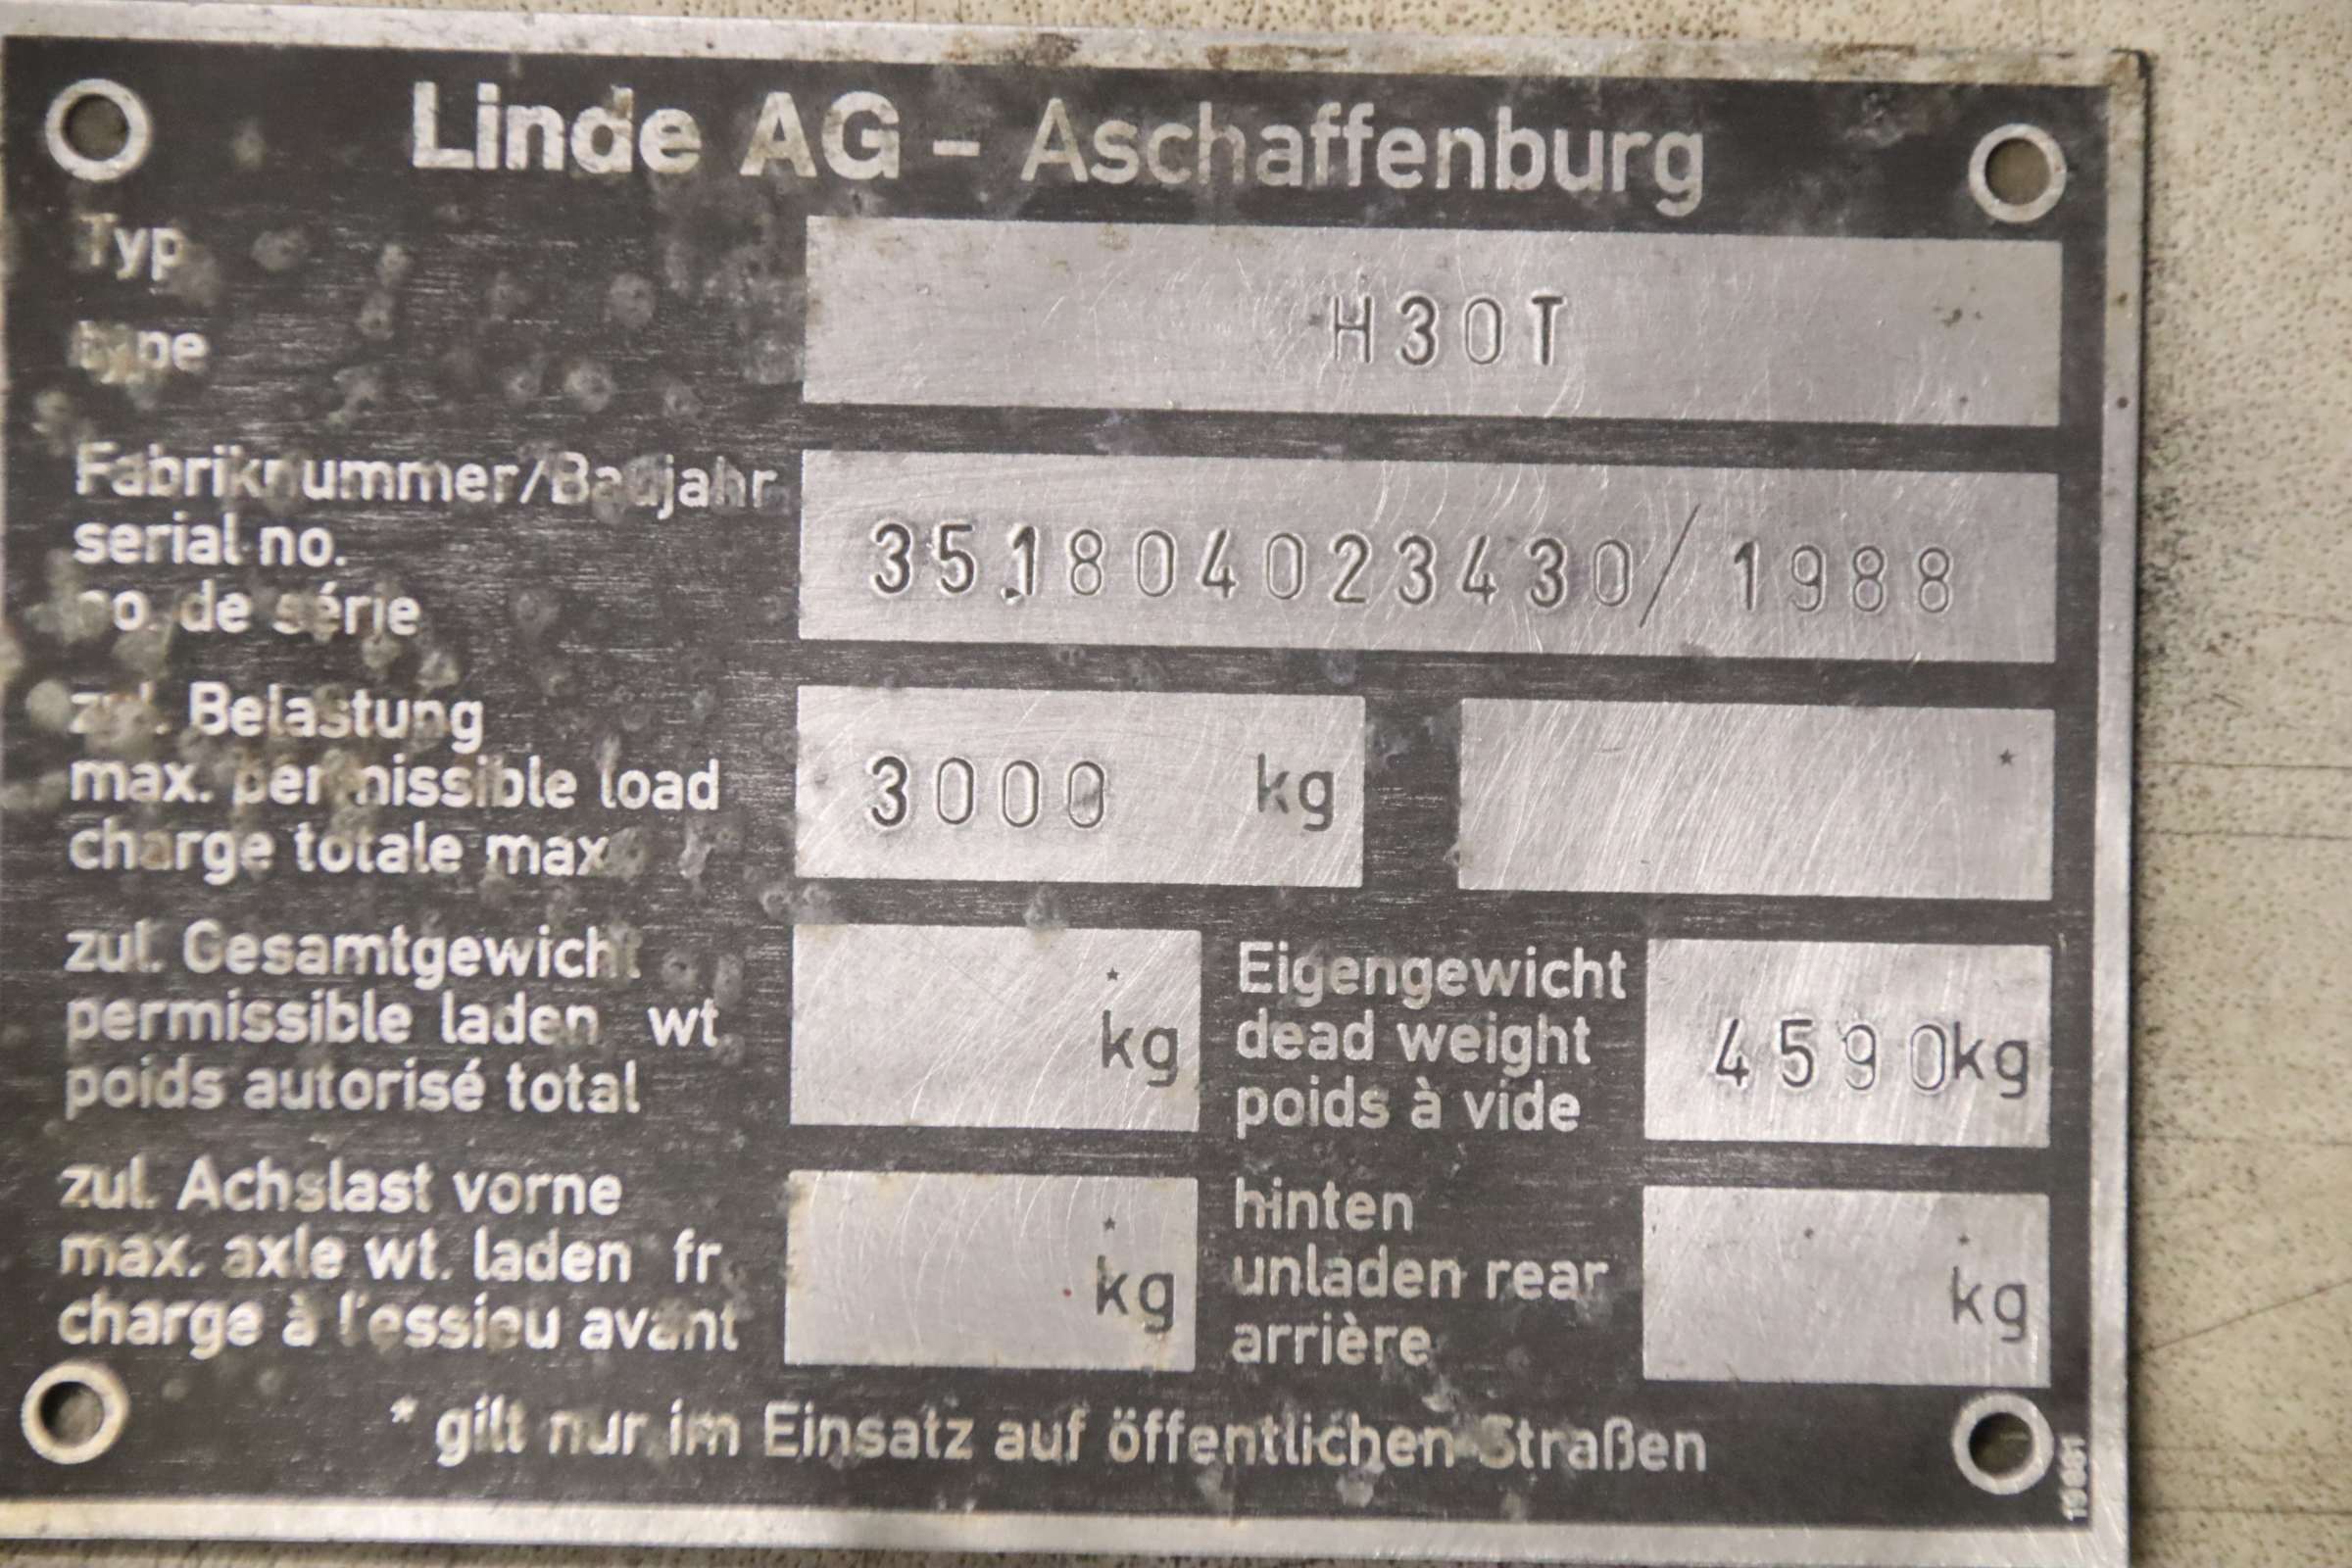 Linde AG - Aschaffenburg
Typ
type
H30T
Fabriknummer/Baujahr
serial no.
no. de série
351804023430/1988
zul. Belastung
max. permissible load
charge totale max
3000 kg
*
zul. Gesamtgewicht
permissible laden wt.
poids autorisé total
* kg
Eigengewicht
dead weight
poids à vide
4590kg
zul. Achslast vorne
max. axle wt. laden fr.
charge à l'essieu avant
* kg
hinten
unladen rear
arrière
* kg
* gilt nur im Einsatz auf öffentlichen Straßen